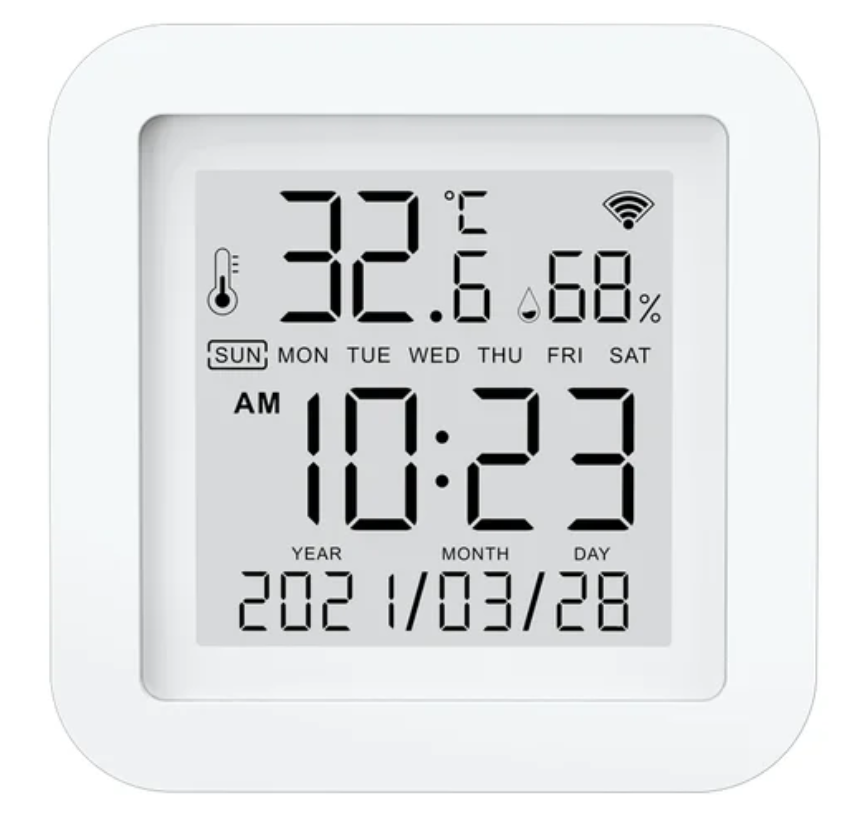 32.6 °C 68%
SUN MON TUE WED THU FRI SAT
AM 10:23
YEAR MONTH DAY
2021/03/28